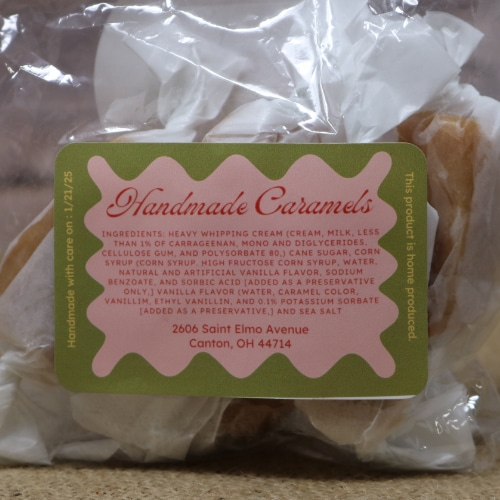 Handmade Caramels
INGREDIENTS: HEAVY WHIPPING CREAM (CREAM, MILK, LESS
THAN 1% OF CARRAGEENAN, MONO AND DIGLYCERIDES,
CELLULOSE GUM, AND POLYSORBATE 80,) CANE SUGAR, CORN
SYRUP (CORN SYRUP, HIGH FRUCTOSE CORN SYRUP, WATER,
NATURAL AND ARTIFICIAL VANILLA FLAVOR, SODIUM
BENZOATE, AND SORBIC ACID [ADDED AS A PRESERVATIVE
ONLY,) VANILLA FLAVOR (WATER, CARAMEL COLOR,
VANILLIM, ETHYL VANILLIN, AND 0.1% POTASSIUM SORBATE
[ADDED AS A PRESERVATIVE,] AND SEA SALT
2606 Saint Elmo Avenue
Canton, OH 44714
Handmade with care on : 1/21/25
This product is home produced.